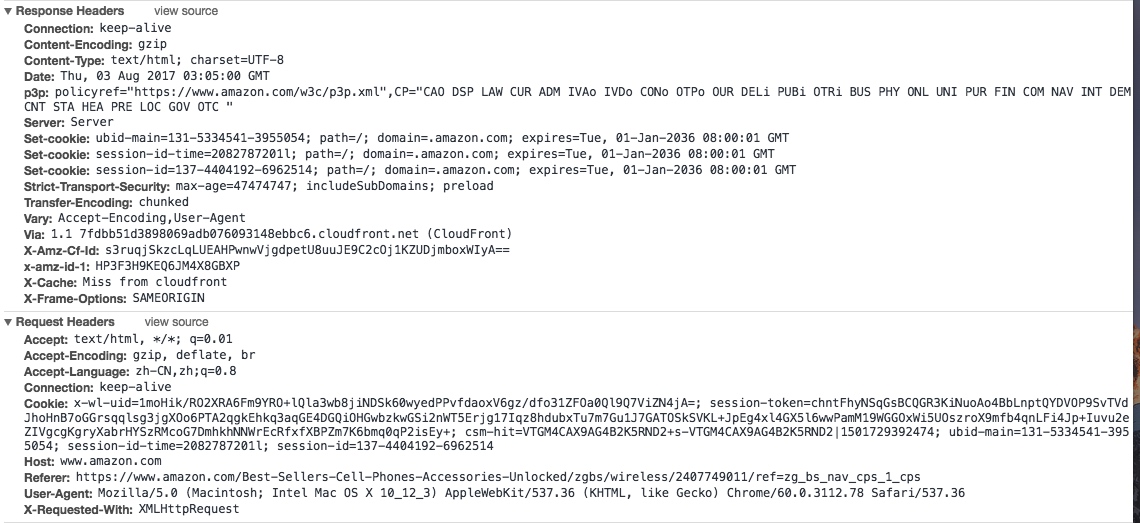 ▼ Response Headers view source
Connection: keep-alive
Content-Encoding: gzip
Content-Type: text/html; charset=UTF-8
Date: Thu, 03 Aug 2017 03:05:00 GMT
p3p: policyref="https://www.amazon.com/w3c/p3p.xml",CP="CAO DSP LAW CUR ADM IVAo IVDo CONo OTPo OUR DELi PUBi OTRi BUS PHY ONL UNI PUR FIN COM NAV INT DEM
CNT STA HEA PRE LOC GOV OTC "
Server: Server
Set-cookie: ubid-main=131-5334541-3955054; path=/; domain=.amazon.com; expires=Tue, 01-Jan-2036 08:00:01 GMT
Set-cookie: session-id-time=2082787201l; path=/; domain=.amazon.com; expires=Tue, 01-Jan-2036 08:00:01 GMT
Set-cookie: session-id=137-4404192-6962514; path=/; domain=.amazon.com; expires=Tue, 01-Jan-2036 08:00:01 GMT
Strict-Transport-Security: max-age=47474747; includeSubDomains; preload
Transfer-Encoding: chunked
Vary: Accept-Encoding,User-Agent
Via: 1.1 7fdbb51d3898069adb076093148ebbc6.cloudfront.net (CloudFront)
X-Amz-Cf-Id: s3ruqjSkzcLqLUEAHPwnwVjgdpetU8uuJE9C2cOj1KZUDjmboxWIyA==
x-amz-id-1: HP3F3H9KEQ6JM4X8GBXP
X-Cache: Miss from cloudfront
X-Frame-Options: SAMEORIGIN
▼ Request Headers view source
Accept: text/html, */*; q=0.01
Accept-Encoding: gzip, deflate, br
Accept-Language: zh-CN,zh;q=0.8
Connection: keep-alive
Cookie: x-wl-uid=1moHik/RO2XRA6Fm9YRO+lQla3wb8jiNDSk60wyedPPvfdaoxV6gz/dfo31ZFOa0Ql9Q7ViZN4jA=; session-token=chntFhyNSqGsBCQGR3KiNuoAo4BbLnptQYDVOP9SvTVd
JhoHnB7oGGrsqqlsg3jgXOo6PTA2qgkEhkq3aqGE4DGQiOHGwbzkwGSi2nWT5Erjg17Iqz8hdubxTu7m7Gu1J7GATOSkSVKL+JpEg4xl4GX5l6wwPamM19WGGOxWi5UOszroX9mfb4qnLFi4Jp+Iuvu2e
ZIVgcgKgryXabrHYSzRMcoG7DmhkhNNWrEcRfxfXBPZm7K6bmq0qP2isEy+; csm-hit=VTGM4CAX9AG4B2K5RND2+s-VTGM4CAX9AG4B2K5RND2|1501729392474; ubid-main=131-5334541-395
5054; session-id-time=2082787201l; session-id=137-4404192-6962514
Host: www.amazon.com
Referer: https://www.amazon.com/Best-Sellers-Cell-Phones-Accessories-Unlocked/zgbs/wireless/2407749011/ref=zg_bs_nav_cps_1_cps
User-Agent: Mozilla/5.0 (Macintosh; Intel Mac OS X 10_12_3) AppleWebKit/537.36 (KHTML, like Gecko) Chrome/60.0.3112.78 Safari/537.36
X-Requested-With: XMLHttpRequest